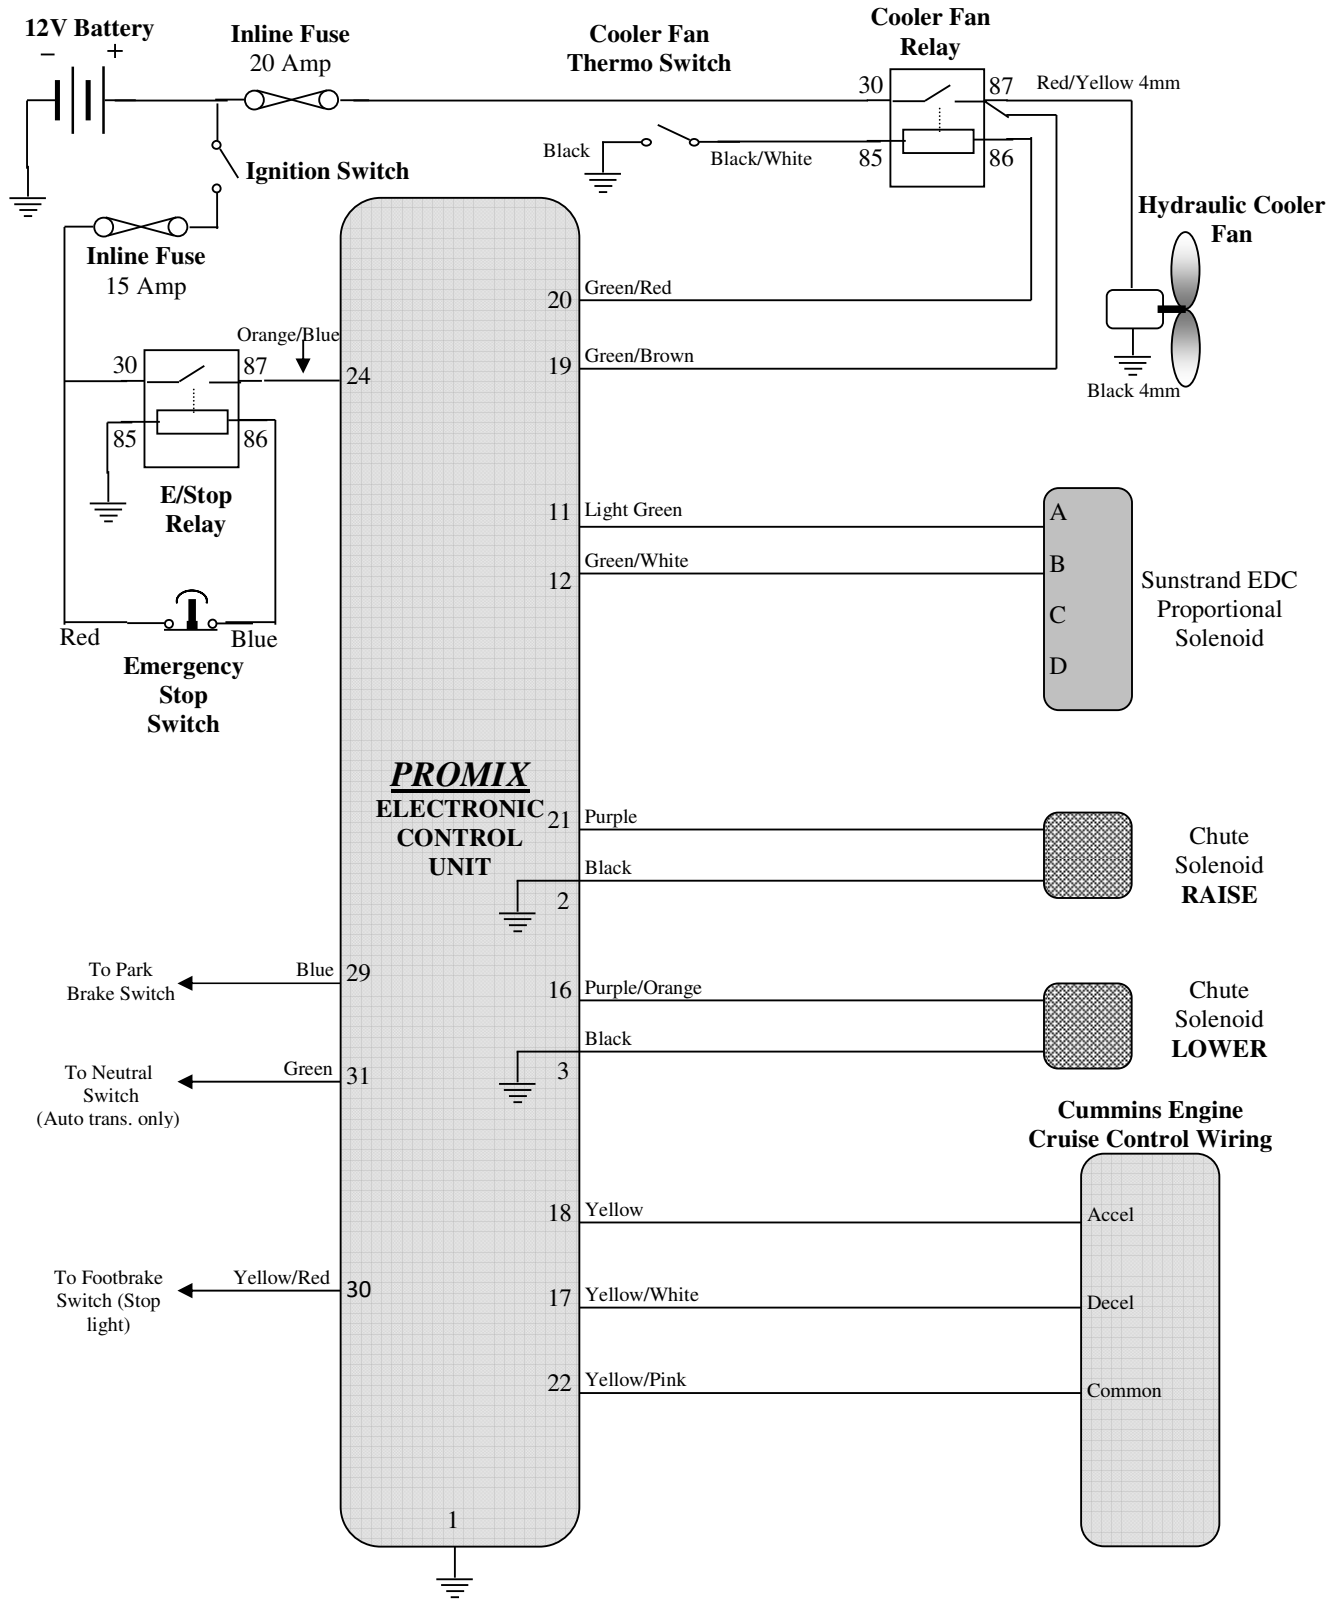 12V Battery
− +
Inline Fuse
20 Amp
Cooler Fan
Thermo Switch
Cooler Fan
Relay
30
87
Red/Yellow 4mm
85
86
Black
Black/White
Ignition Switch
Inline Fuse
15 Amp
Hydraulic Cooler
Fan
Black 4mm
20
Green/Red
19
Green/Brown
Orange/Blue
24
30
87
85
86
E/Stop
Relay
Red
Blue
Emergency
Stop
Switch
11
Light Green
12
Green/White
A
B
C
D
Sunstrand EDC
Proportional
Solenoid
PROMIX
ELECTRONIC
CONTROL
UNIT
21
Purple
Black
2
Chute
Solenoid
RAISE
To Park
Brake Switch
Blue
29
16
Purple/Orange
Black
3
Chute
Solenoid
LOWER
To Neutral
Switch
(Auto trans. only)
Green
31
Cummins Engine
Cruise Control Wiring
18
Yellow
Accel
To Footbrake
Switch (Stop
light)
Yellow/Red
30
17
Yellow/White
Decel
22
Yellow/Pink
Common
1